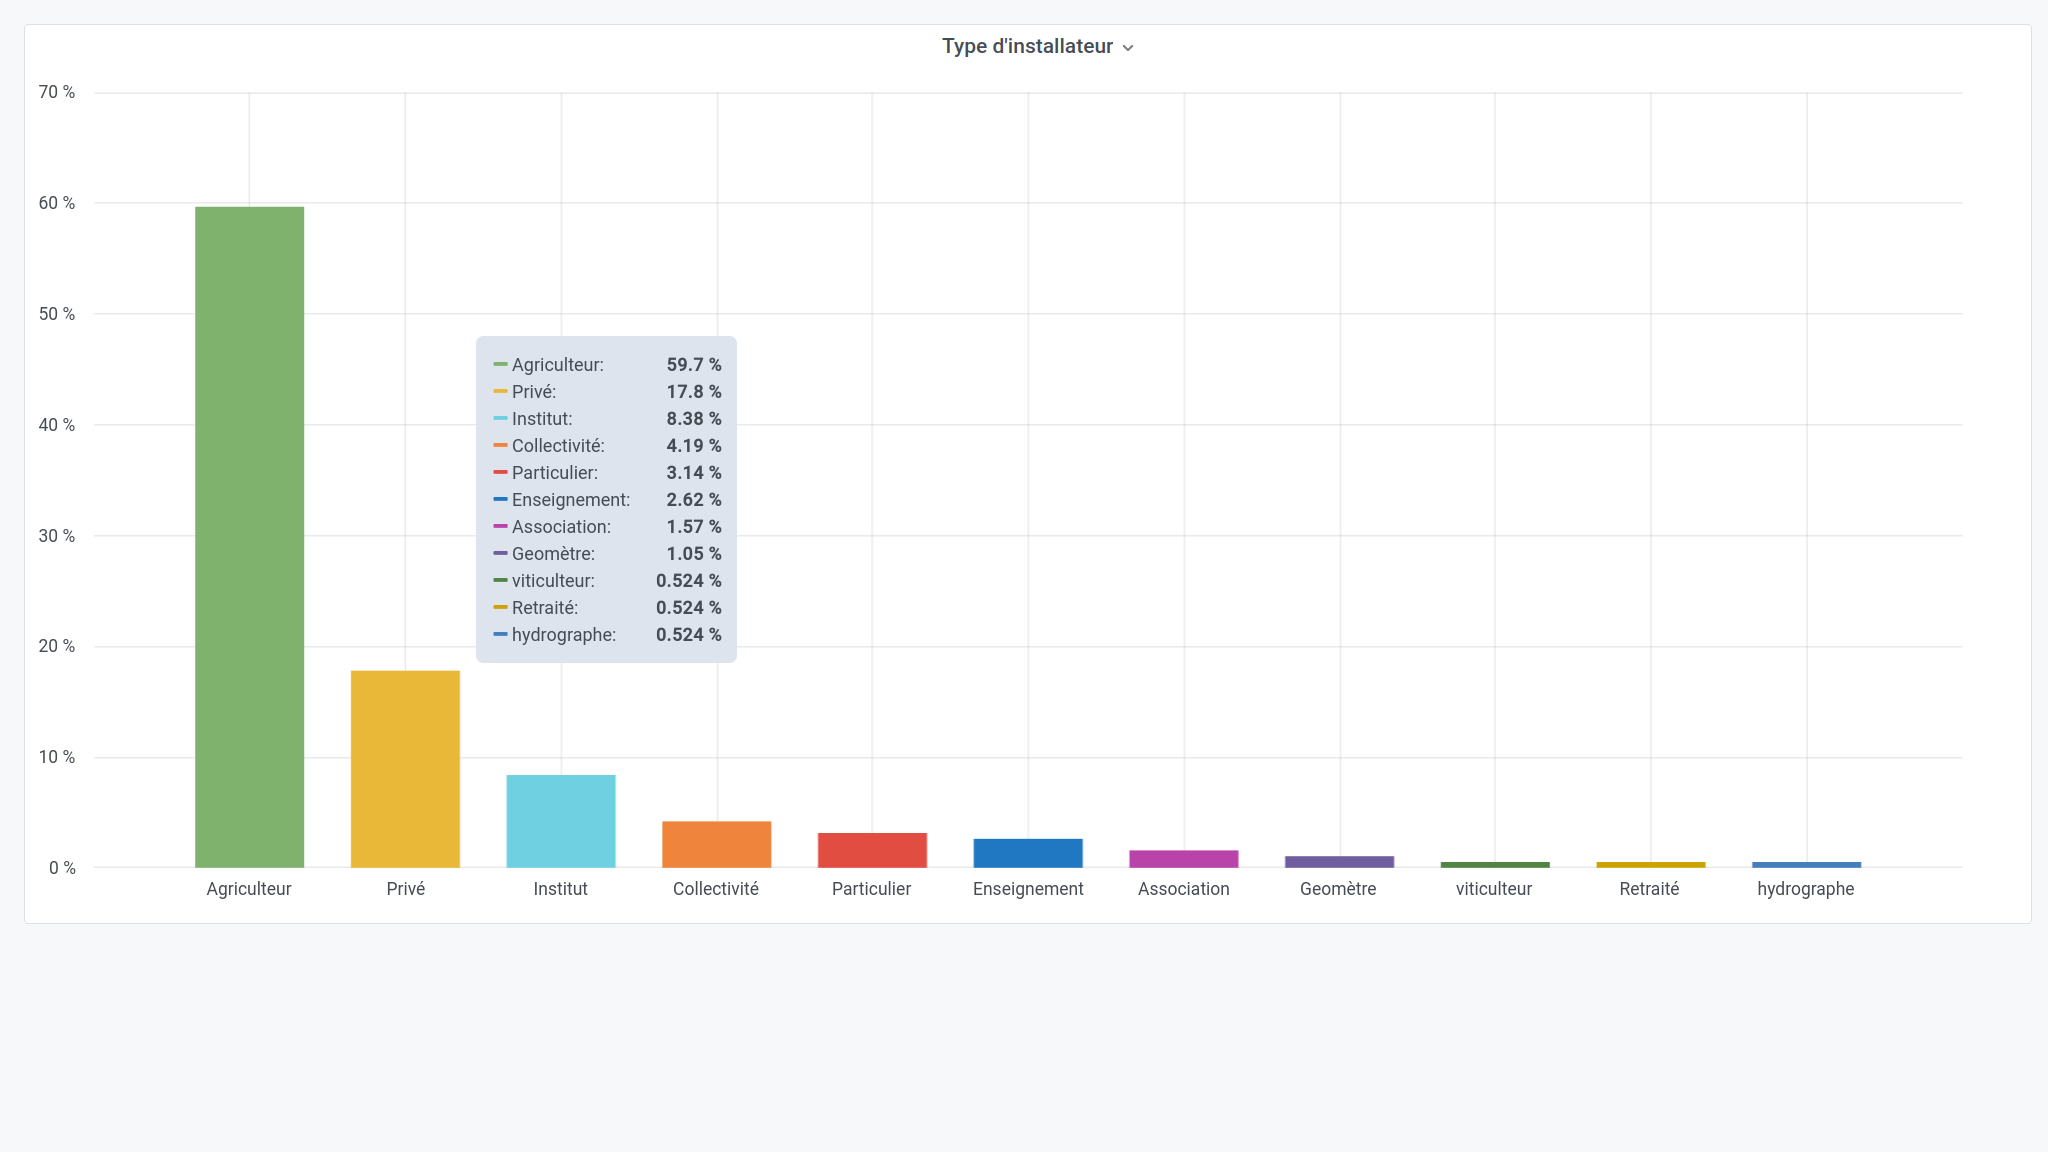 Type d'installateur
70 %
60 %
50 %
40 %
30 %
20 %
10 %
0 %
Agriculteur: 59.7 %
Privé: 17.8 %
Institut: 8.38 %
Collectivité: 4.19 %
Particulier: 3.14 %
Enseignement: 2.62 %
Association: 1.57 %
Geomètre: 1.05 %
viticulteur: 0.524 %
Retraité: 0.524 %
hydrographe: 0.524 %
Agriculteur Privé Institut Collectivité Particulier Enseignement Association Geomètre viticulteur Retraité hydrographe